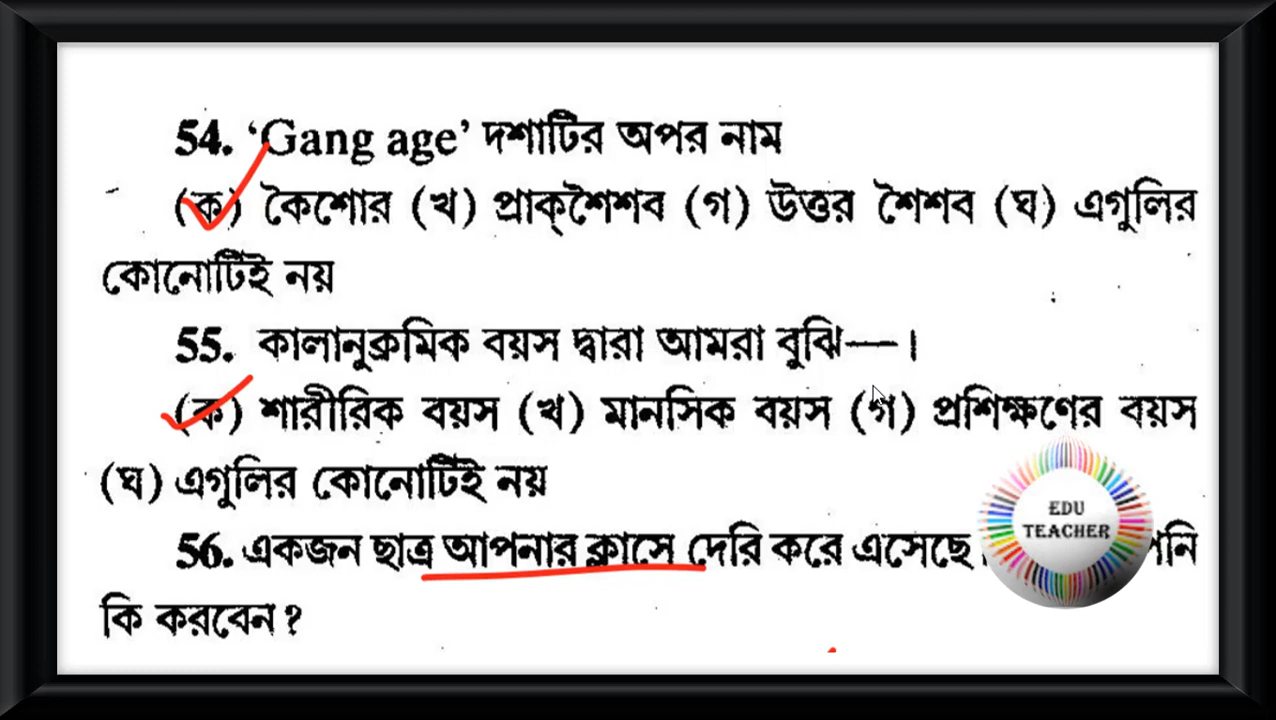 54. ‘Gang age’ দশাটির অপর নাম
(ক) কৈশোর (খ) প্রাক্‌শৈশব (গ) উত্তর শৈশব (ঘ) এগুলির
কোনোটিই নয়
55. কালানুক্রমিক বয়স দ্বারা আমরা বুঝি—।
(ক) শারীরিক বয়স (খ) মানসিক বয়স (গ) প্রশিক্ষণের বয়স
(ঘ) এগুলির কোনোটিই নয়
EDU
TEACHER
56. একজন ছাত্র আপনার ক্লাসে দেরি করে এসেছে।
কি করবেন?